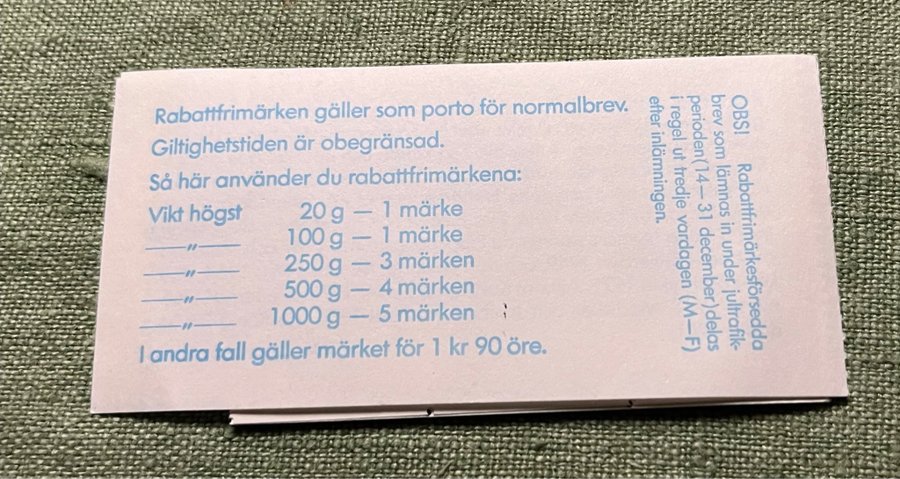 Rabattfrimärken gäller som porto för normalbrev.
Giltighetstiden är obegränsad.
Så här använder du rabattfrimärkena:
Vikt högst 20 g — 1 märke
—〃— 100 g — 1 märke
—〃— 250 g — 3 märken
—〃— 500 g — 4 märken
—〃— 1000 g — 5 märken
I andra fall gäller märket för 1 kr 90 öre.
OBS! Rabattfrimärkesförsedda
brev som lämnas in under jultrafik-
perioden(14—31 december)delas
i regel ut tredje vardagen (M—F)
efter inlämningen.